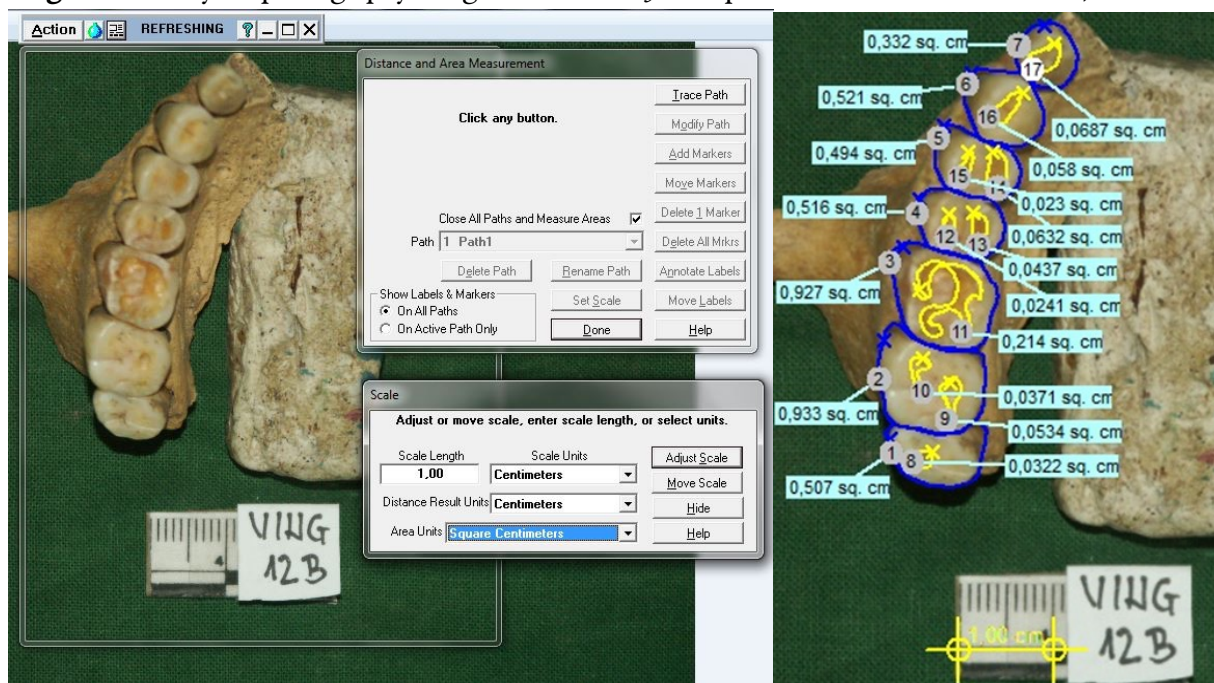 Action REFRESHING ? _ □ X
Distance and Area Measurement
Click any button.
Trace Path
Modify Path
Add Markers
Move Markers
Close All Paths and Measure Areas
Delete 1 Marker
Path 1 Path1
Delete All Mrkrs
Delete Path
Rename Path
Annotate Labels
Show Labels & Markers
On All Paths
On Active Path Only
Set Scale
Move Labels
Done
Help
Scale
Adjust or move scale, enter scale length, or select units.
Scale Length
Scale Units
1,00
Centimeters
Adjust Scale
Move Scale
Distance Result Units Centimeters
Hide
Area Units Square Centimeters
Help
4
VING
12B
0,332 sq. cm
7
17
6
0,521 sq. cm
16
0,0687 sq. cm
5
0,494 sq. cm
0,058 sq. cm
15
14
0,023 sq. cm
0,516 sq. cm
4
12
13
0,0632 sq. cm
3
0,0437 sq. cm
0,927 sq. cm
0,0241 sq. cm
11
0,214 sq. cm
2
10
0,0371 sq. cm
0,933 sq. cm
9
0,0534 sq. cm
1
8
0,0322 sq. cm
0,507 sq. cm
1.00 cm
VING
12B